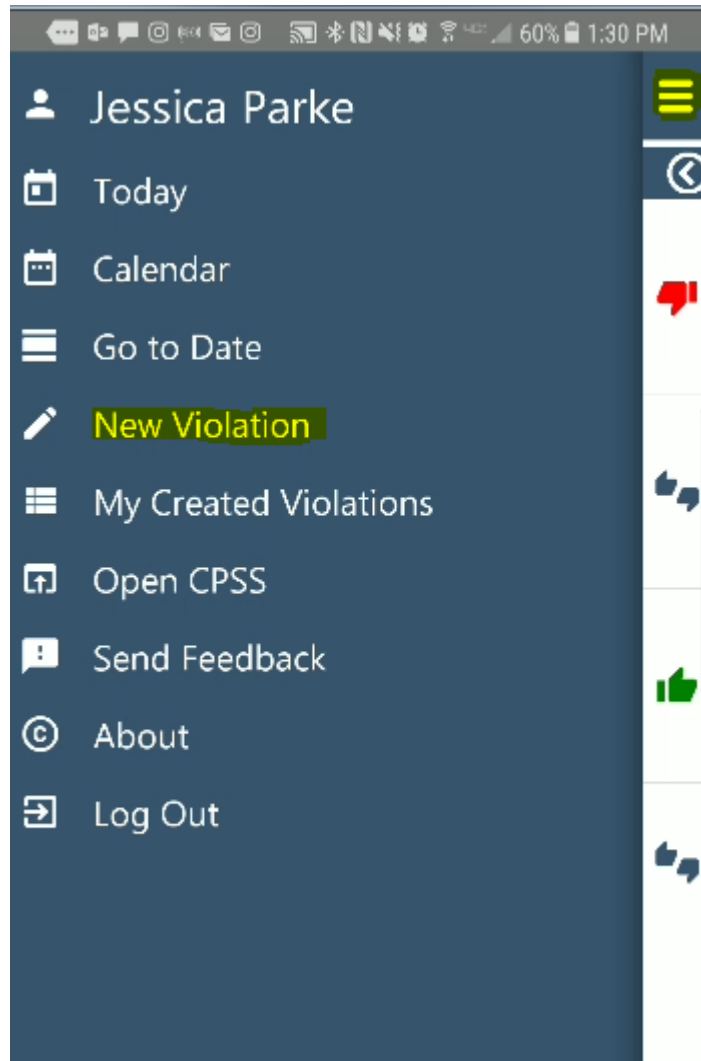 60% 1:30 PM
Jessica Parke
Today
Calendar
Go to Date
New Violation
My Created Violations
Open CPSS
Send Feedback
About
Log Out